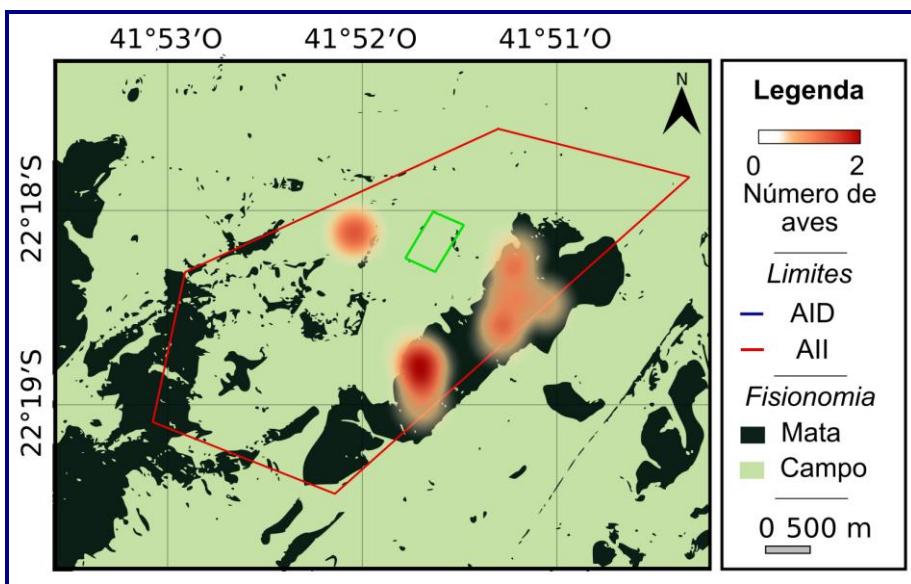 41°53′O 41°52′O 41°51′O
N
22°18′S
22°19′S
Legenda
0 2
Número de
aves
Limites
AID
AII
Fisionomia
Mata
Campo
0 500 m